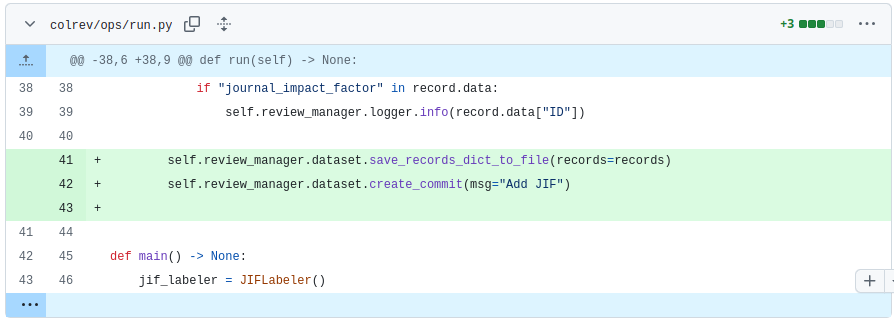 colrev/ops/run.py +3
@@ -38,6 +38,9 @@ def run(self) -> None:
38 38 if "journal_impact_factor" in record.data:
39 39 self.review_manager.logger.info(record.data["ID"])
40 40
41 + self.review_manager.dataset.save_records_dict_to_file(records=records)
42 + self.review_manager.dataset.create_commit(msg="Add JIF")
43 +
41 44
42 45 def main() -> None:
43 46 jif_labeler = JIFLabeler()